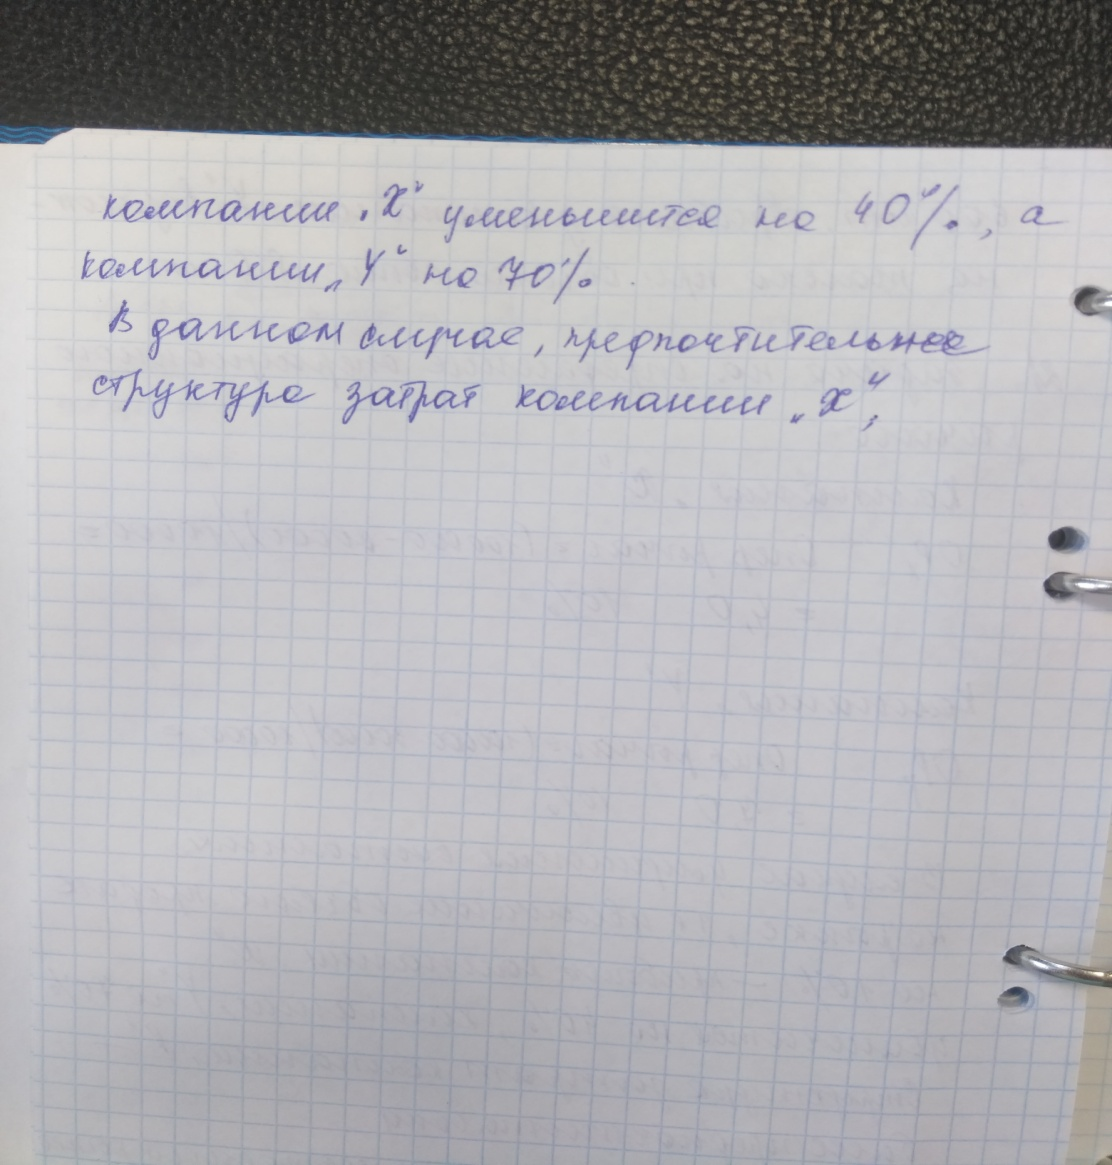 компании „X“ уменьшится на 40%, а
компании „Y“ на 70%.
В данном случае, предпочтительнее
структура затрат компании „X“,